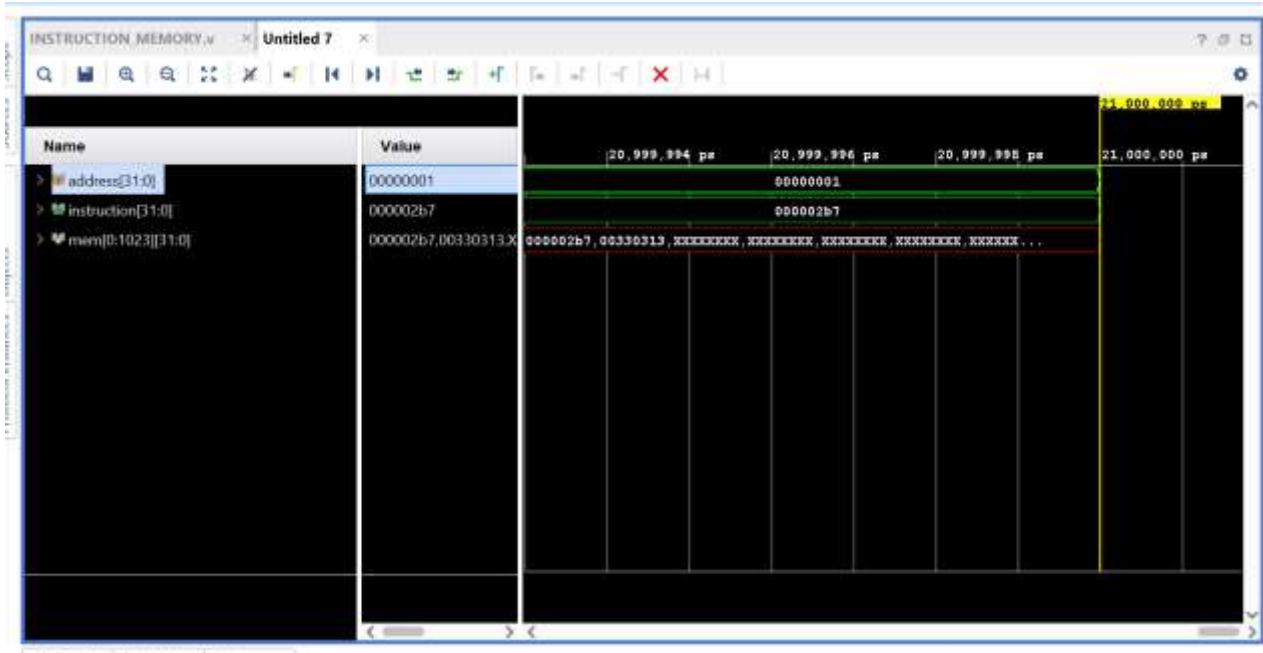 INSTRUCTION_MEMORY.v × Untitled 7 ×
21,000,000 ps
Name Value
20,999,994 ps 20,999,996 ps 20,999,998 ps 21,000,000 ps
address[31:0] 00000001 00000001
instruction[31:0] 000002b7 000002b7
mem[0:1023][31:0] 000002b7,00330313,X 000002b7,00330313,XXXXXXXX,XXXXXXXX,XXXXXXXX,XXXXXXXX,XXXXXX...